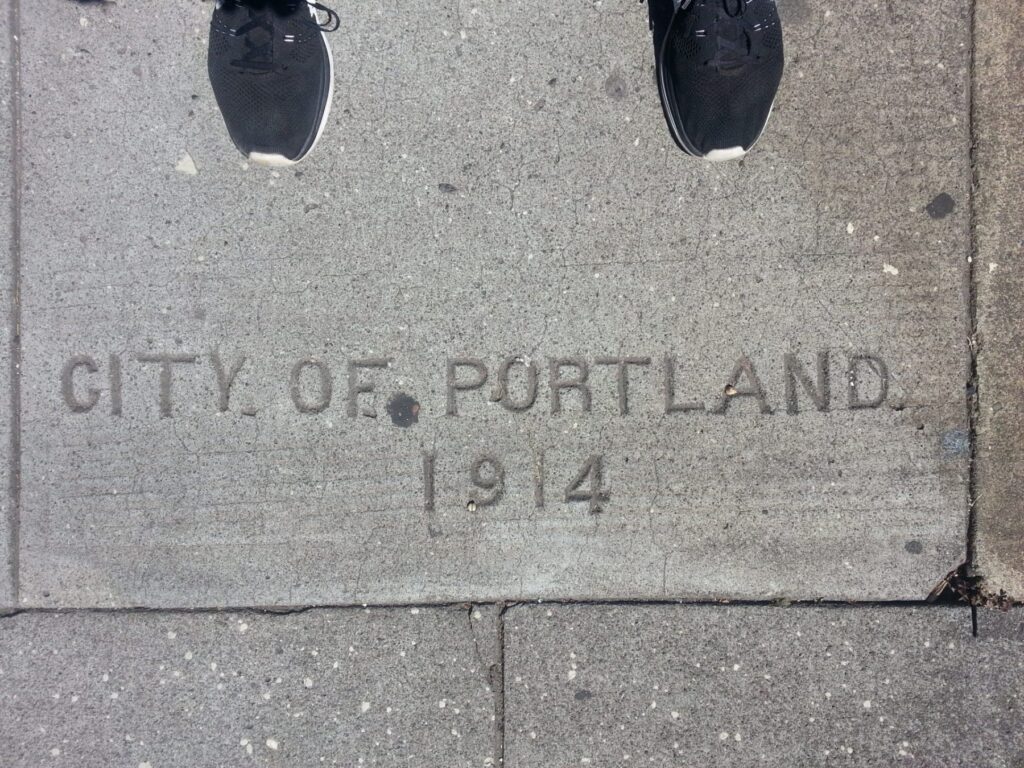 CITY. OF. PORTLAND.
1914